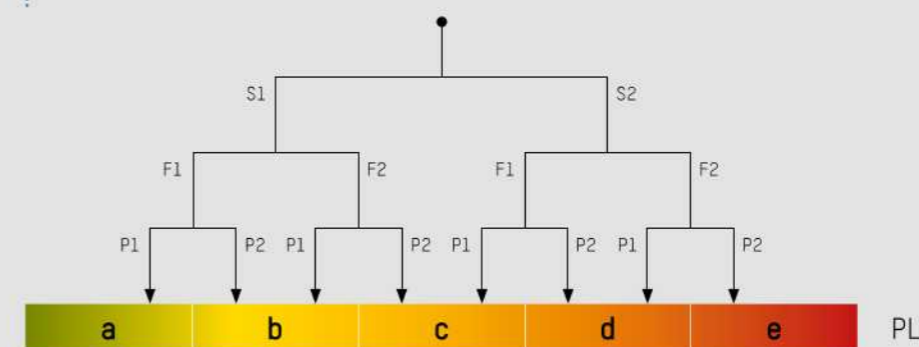 S1 S2
F1 F2 F1 F2
P1 P2 P1 P2 P1 P2 P1 P2
a b c d e PL